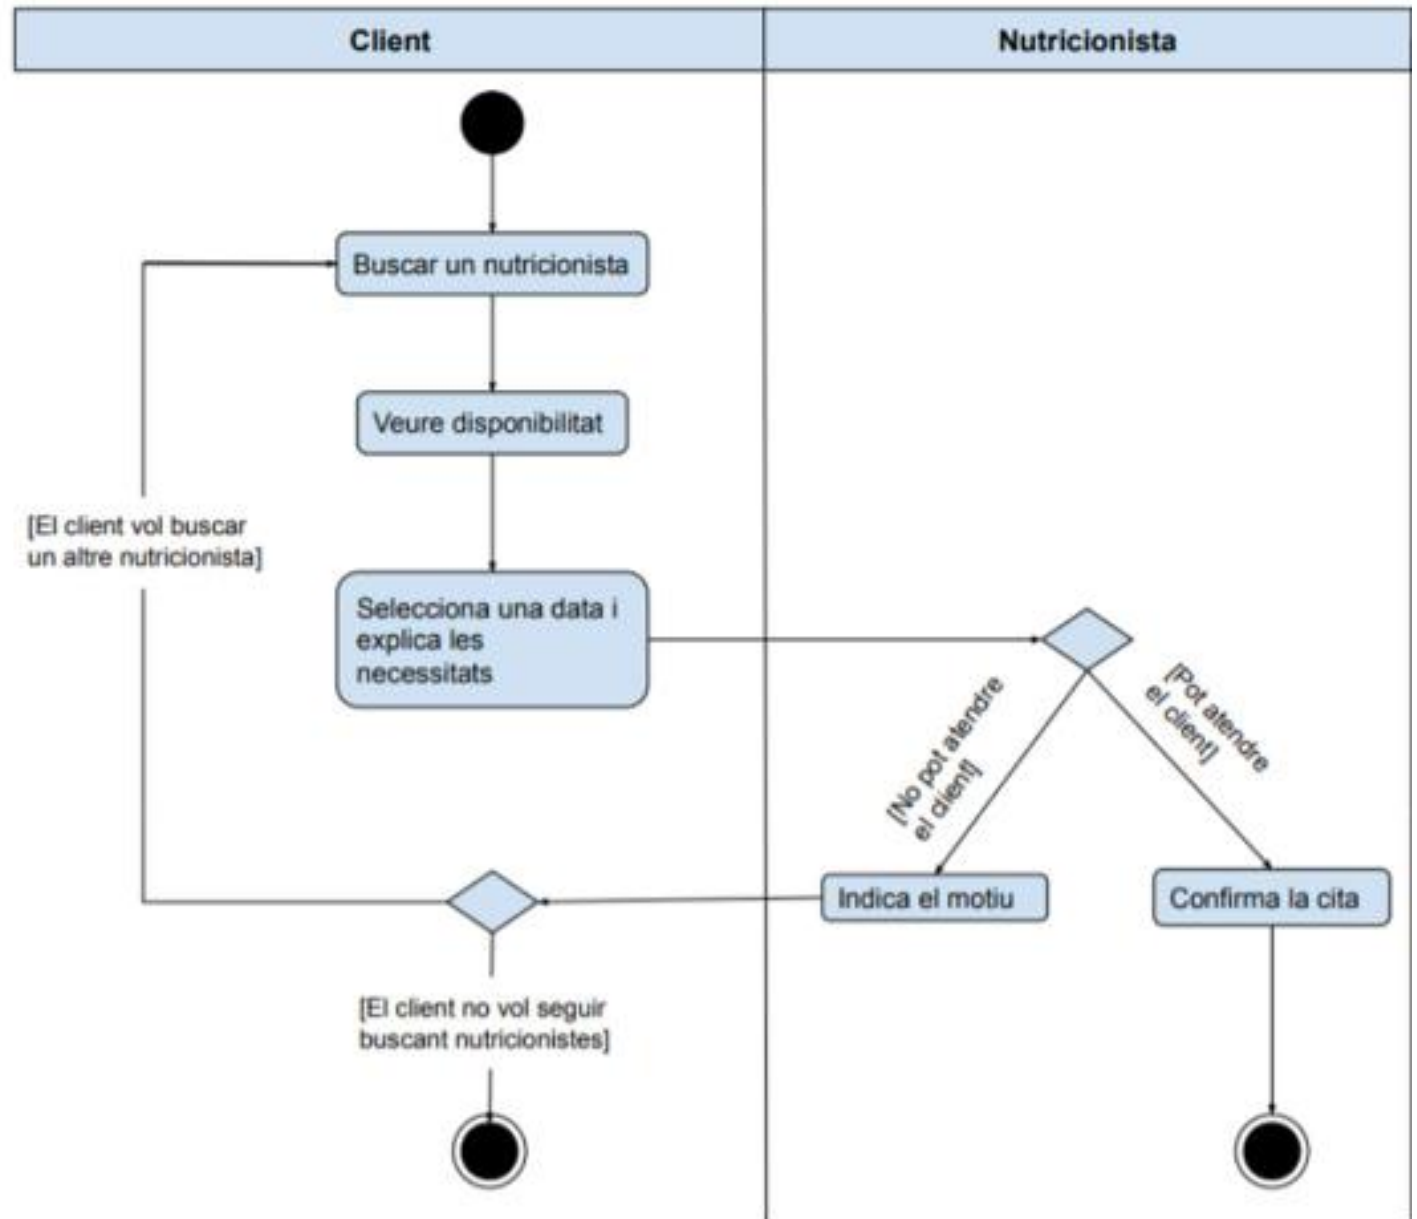 Client
Nutricionista
Buscar un nutricionista
Veure disponibilitat
[El client vol buscar
un altre nutricionista]
Selecciona una data i
explica les
necessitats
[No pot atendre
el client]
[Pot atendre
el client]
Indica el motiu
Confirma la cita
[El client no vol seguir
buscant nutricionistes]